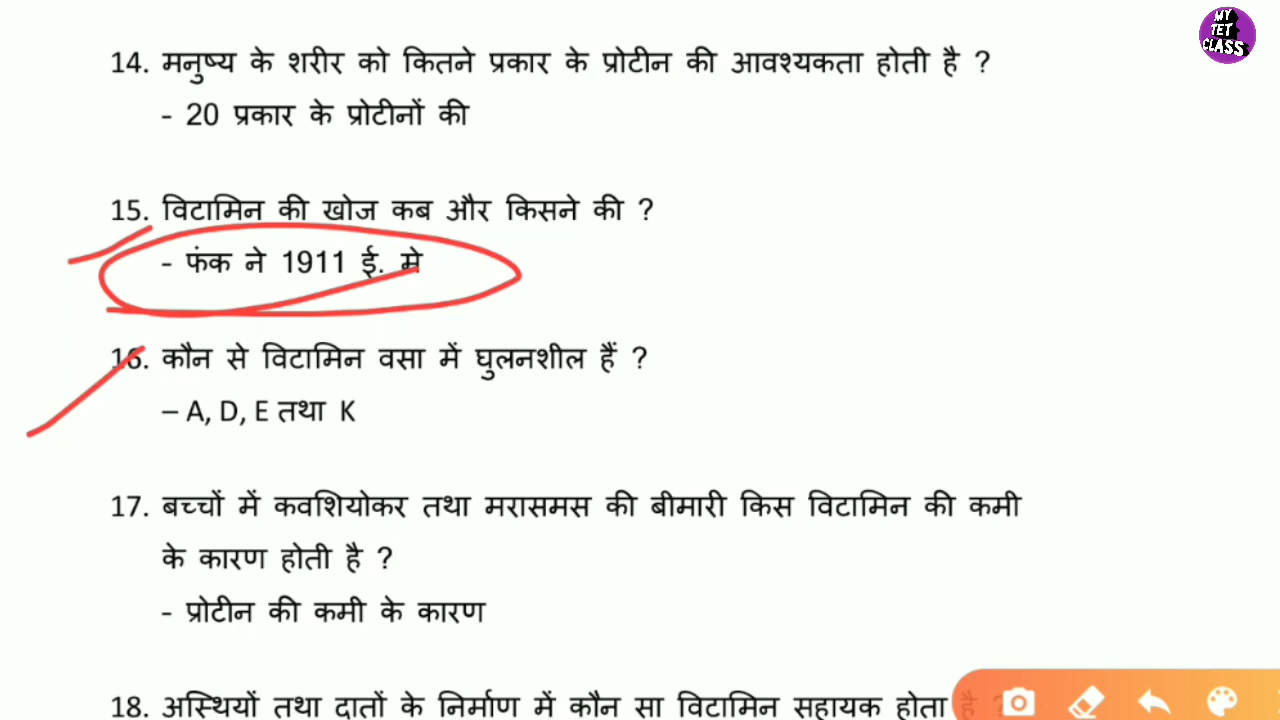 MY
TET
CLASS
14. मनुष्य के शरीर को कितने प्रकार के प्रोटीन की आवश्यकता होती है ?
- 20 प्रकार के प्रोटीनों की
15. विटामिन की खोज कब और किसने की ?
- फंक ने 1911 ई. मे
16. कौन से विटामिन वसा में घुलनशील हैं ?
– A, D, E तथा K
17. बच्चों में कवशियोकर तथा मरासमस की बीमारी किस विटामिन की कमी
के कारण होती है ?
- प्रोटीन की कमी के कारण
18. अस्थियों तथा दातों के निर्माण में कौन सा विटामिन सहायक होता है ?